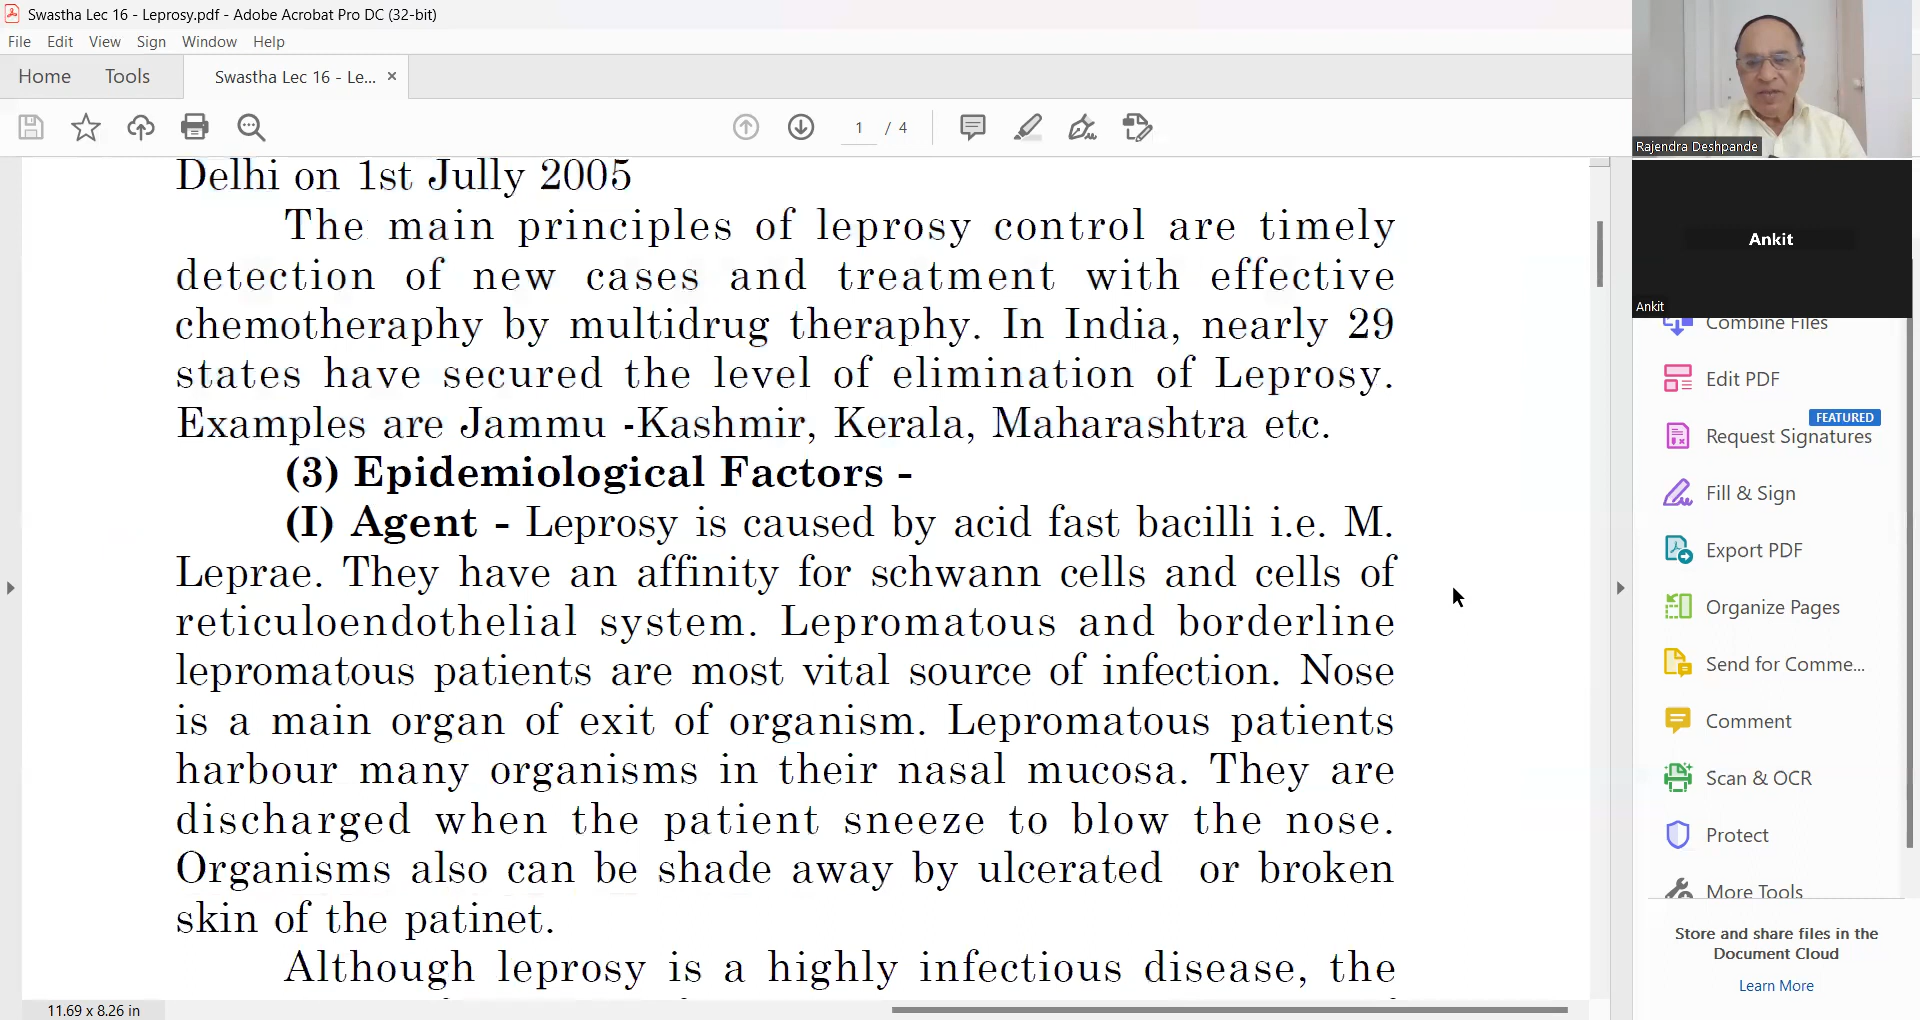 Swastha Lec 16 - Leprosy.pdf - Adobe Acrobat Pro DC (32-bit)
File Edit View Sign Window Help
Home Tools Swastha Lec 16 - Le... ×
1 / 4
Delhi on 1st Jully 2005
The main principles of leprosy control are timely
detection of new cases and treatment with effective
chemotheraphy by multidrug theraphy. In India, nearly 29
states have secured the level of elimination of Leprosy.
Examples are Jammu -Kashmir, Kerala, Maharashtra etc.
(3) Epidemiological Factors -
(I) Agent - Leprosy is caused by acid fast bacilli i.e. M.
Leprae. They have an affinity for schwann cells and cells of
reticuloendothelial system. Lepromatous and borderline
lepromatous patients are most vital source of infection. Nose
is a main organ of exit of organism. Lepromatous patients
harbour many organisms in their nasal mucosa. They are
discharged when the patient sneeze to blow the nose.
Organisms also can be shade away by ulcerated or broken
skin of the patinet.
Although leprosy is a highly infectious disease, the
11.69 x 8.26 in
Rajendra Deshpande
Ankit
Ankit
Combine Files
Edit PDF
FEATURED
Request Signatures
Fill & Sign
Export PDF
Organize Pages
Send for Comme...
Comment
Scan & OCR
Protect
More Tools
Store and share files in the
Document Cloud
Learn More